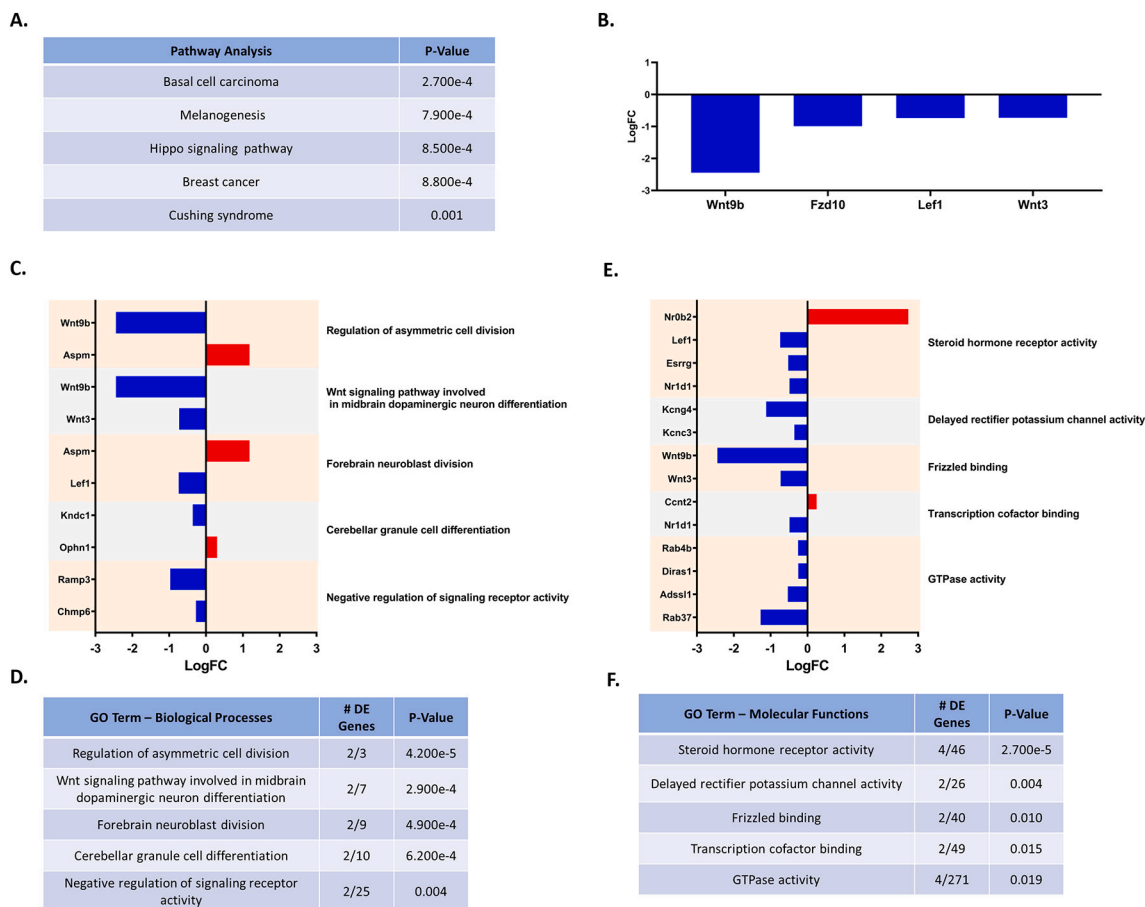 A.
Pathway Analysis P-Value
Basal cell carcinoma 2.700e-4
Melanogenesis 7.900e-4
Hippo signaling pathway 8.500e-4
Breast cancer 8.800e-4
Cushing syndrome 0.001
B.
LogFC
1
0
-1
-2
-3
Wnt9b Fzd10 Lef1 Wnt3
C.
Wnt9b
Aspm
Regulation of asymmetric cell division
Wnt9b
Wnt3
Wnt signaling pathway involved
in midbrain dopaminergic neuron differentiation
Aspm
Lef1
Forebrain neuroblast division
Kndc1
Ophn1
Cerebellar granule cell differentiation
Ramp3
Chmp6
Negative regulation of signaling receptor activity
-3 -2 -1 0 1 2 3
LogFC
E.
Nr0b2
Lef1
Esrrg
Nr1d1
Steroid hormone receptor activity
Kcng4
Kcnc3
Delayed rectifier potassium channel activity
Wnt9b
Wnt3
Frizzled binding
Ccnt2
Nr1d1
Transcription cofactor binding
Rab4b
Diras1
Adssl1
Rab37
GTPase activity
-3 -2 -1 0 1 2 3
LogFC
D.
GO Term – Biological Processes # DE Genes P-Value
Regulation of asymmetric cell division 2/3 4.200e-5
Wnt signaling pathway involved in midbrain
dopaminergic neuron differentiation 2/7 2.900e-4
Forebrain neuroblast division 2/9 4.900e-4
Cerebellar granule cell differentiation 2/10 6.200e-4
Negative regulation of signaling receptor
activity 2/25 0.004
F.
GO Term – Molecular Functions # DE Genes P-Value
Steroid hormone receptor activity 4/46 2.700e-5
Delayed rectifier potassium channel activity 2/26 0.004
Frizzled binding 2/40 0.010
Transcription cofactor binding 2/49 0.015
GTPase activity 4/271 0.019